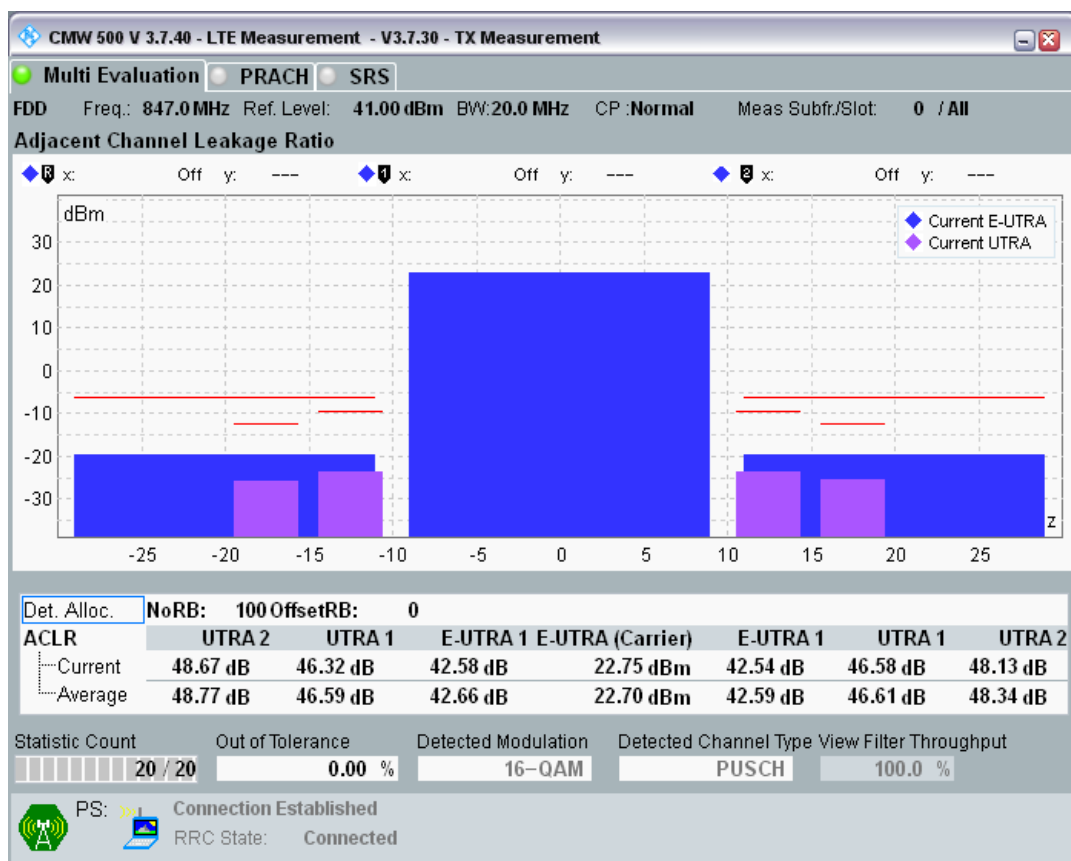 CMW 500 V 3.7.40 - LTE Measurement - V3.7.30 - TX Measurement
Multi Evaluation PRACH SRS
FDD Freq.: 847.0 MHz Ref. Level: 41.00 dBm BW: 20.0 MHz CP :Normal Meas Subfr./Slot: 0 / All
Adjacent Channel Leakage Ratio
R x: Off y: --- 1 x: Off y: --- 2 x: Off y: ---
dBm
Current E-UTRA
Current UTRA
30
20
10
0
-10
-20
-30
z
-25 -20 -15 -10 -5 0 5 10 15 20 25
Det. Alloc. NoRB: 100 OffsetRB: 0
ACLR UTRA 2 UTRA 1 E-UTRA 1 E-UTRA (Carrier) E-UTRA 1 UTRA 1 UTRA 2
Current 48.67 dB 46.32 dB 42.58 dB 22.75 dBm 42.54 dB 46.58 dB 48.13 dB
Average 48.77 dB 46.59 dB 42.66 dB 22.70 dBm 42.59 dB 46.61 dB 48.34 dB
Statistic Count Out of Tolerance Detected Modulation Detected Channel Type View Filter Throughput
20 / 20 0.00 % 16-QAM PUSCH 100.0 %
PS: Connection Established
RRC State: Connected